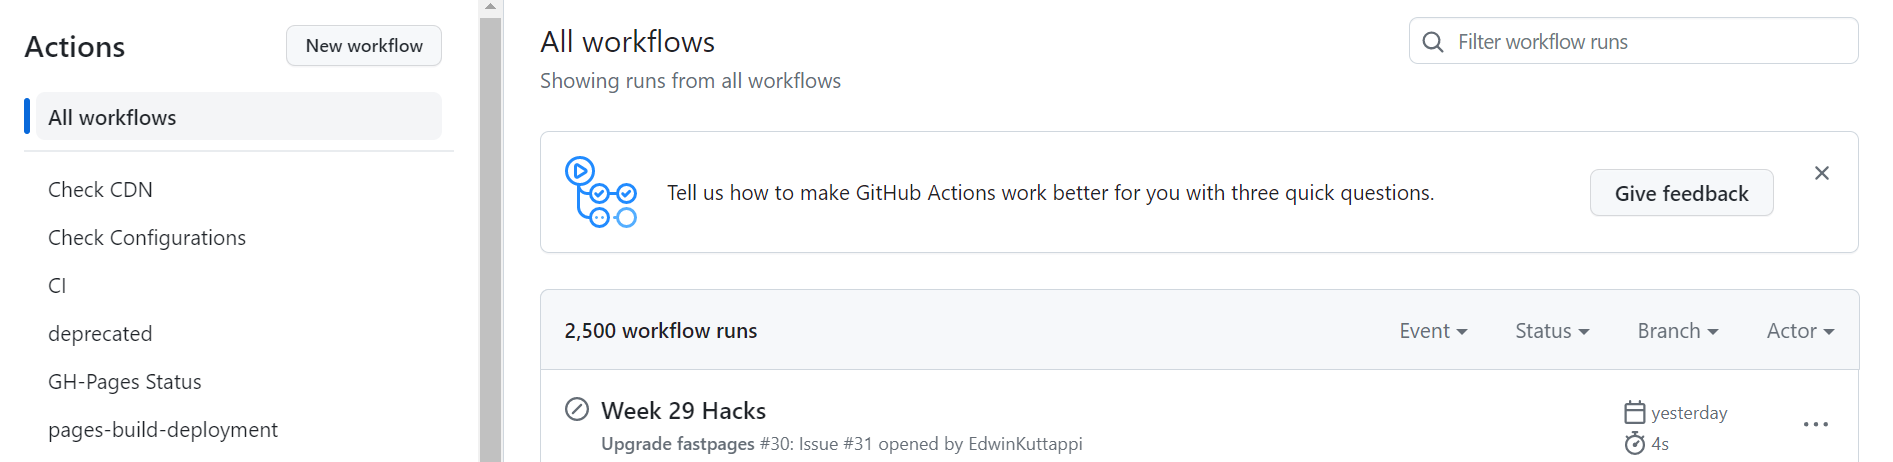 Actions
New workflow
All workflows
Check CDN
Check Configurations
CI
deprecated
GH-Pages Status
pages-build-deployment
All workflows
Showing runs from all workflows
Filter workflow runs
Tell us how to make GitHub Actions work better for you with three quick questions.
Give feedback
2,500 workflow runs
Event
Status
Branch
Actor
Week 29 Hacks
Upgrade fastpages #30: Issue #31 opened by EdwinKuttappi
yesterday
4s